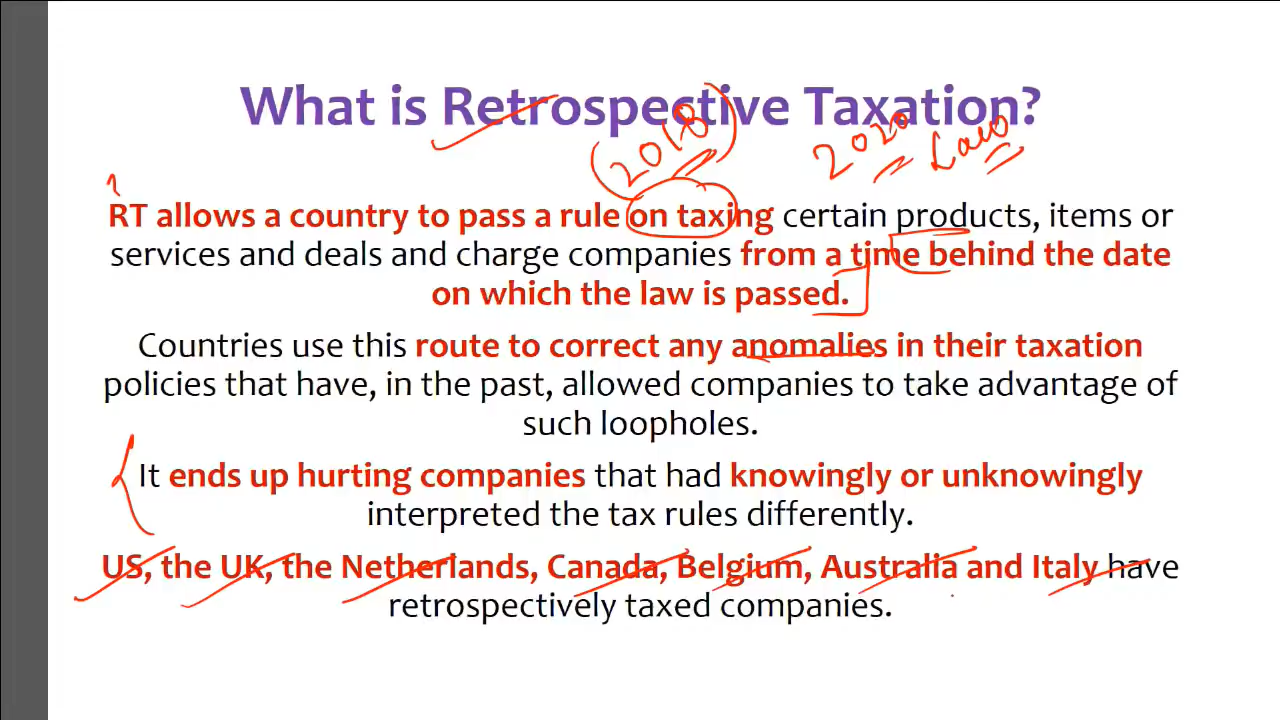 What is Retrospective Taxation?
(2018)
2020 Law
RT allows a country to pass a rule on taxing certain products, items or
services and deals and charge companies from a time behind the date
on which the law is passed.
Countries use this route to correct any anomalies in their taxation
policies that have, in the past, allowed companies to take advantage of
such loopholes.
It ends up hurting companies that had knowingly or unknowingly
interpreted the tax rules differently.
US, the UK, the Netherlands, Canada, Belgium, Australia and Italy have
retrospectively taxed companies.